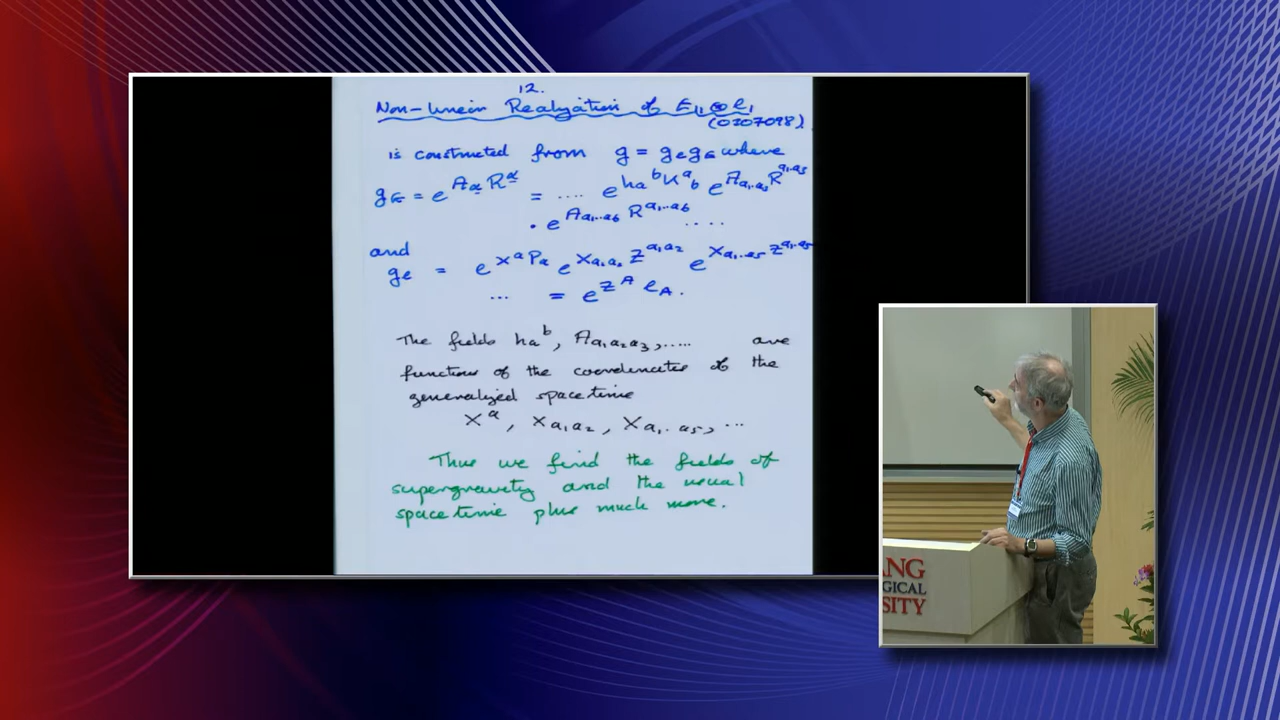 12.
Non-linear Realization of E₁₁⊗l₁
(0307098)
is constructed from g = gₑg_E where
g_E = e^{A_α R^α} = .... e^{h_a^b K^a_b} e^{A_{a₁..a₃} R^{a₁..a₃}}
. e^{A_{a₁..a₆} R^{a₁..a₆}} ....
and
gₑ = e^{x^a P_a} e^{x_{a₁a₂} Z^{a₁a₂}} e^{x_{a₁...a₅} Z^{a₁..a₅}}
... = e^{Z^A l_A}.
The fields h_a^b, A_{a₁a₂a₃}, ..... are
functions of the coordinates of the
generalized spacetime
x^a, x_{a₁a₂}, x_{a₁..a₅}, ...
Thus we find the fields of
supergravity and the usual
spacetime plus much more.
ANG
GICAL
SITY